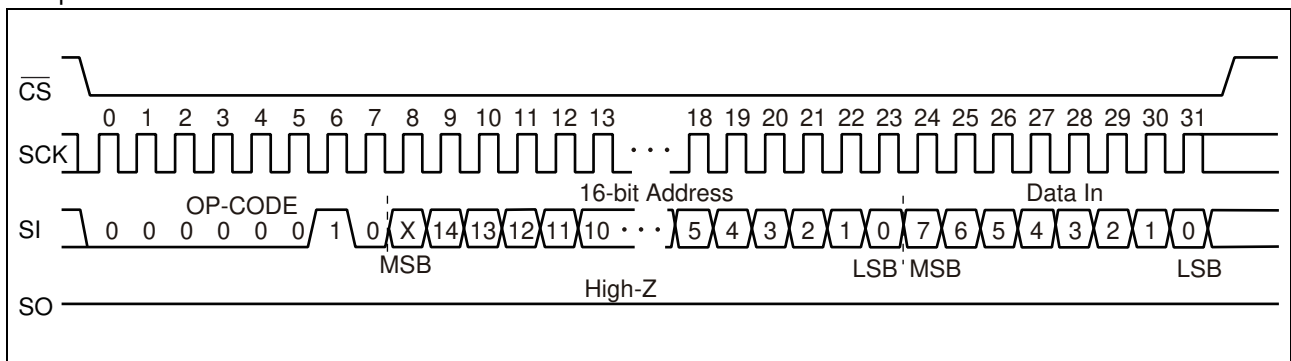 CS
0 1 2 3 4 5 6 7 8 9 10 11 12 13 18 19 20 21 22 23 24 25 26 27 28 29 30 31
SCK ···
OP-CODE 16-bit Address Data In
SI 0 0 0 0 0 0 1 0 X 14 13 12 11 10 ··· 5 4 3 2 1 0 7 6 5 4 3 2 1 0
MSB LSB MSB LSB
High-Z
SO